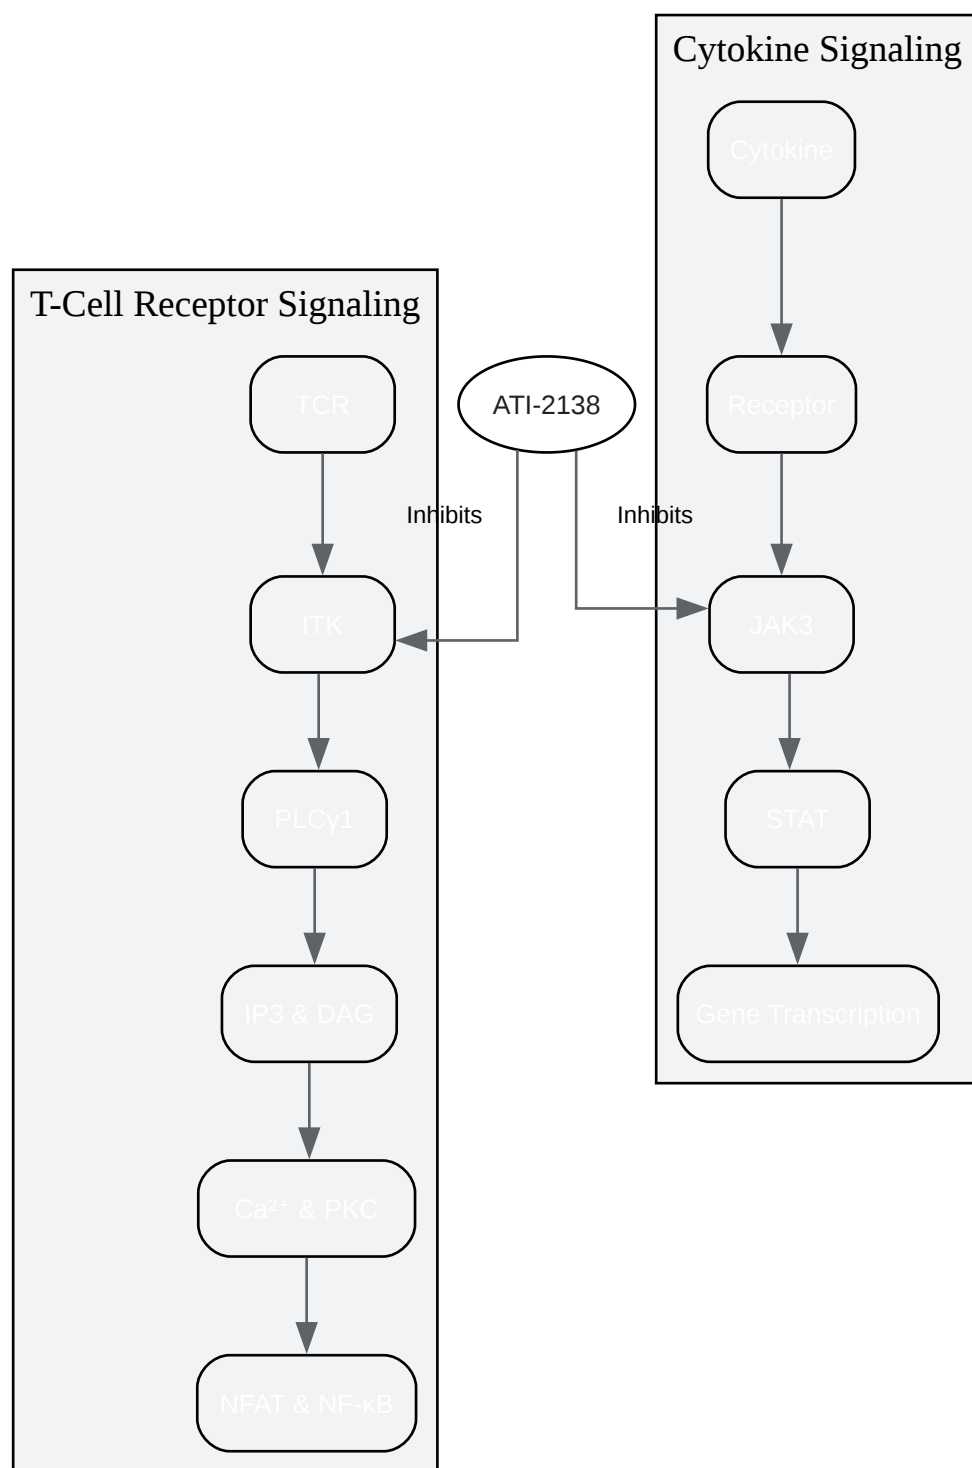 Cytokine Signaling
Cytokine
T-Cell Receptor Signaling
TCR
ATI-2138
Receptor
Inhibits
Inhibits
ITK
JAK3
PLCγ1
STAT
IP3 & DAG
Gene Transcription
Ca²⁺ & PKC
NFAT & NF-κB